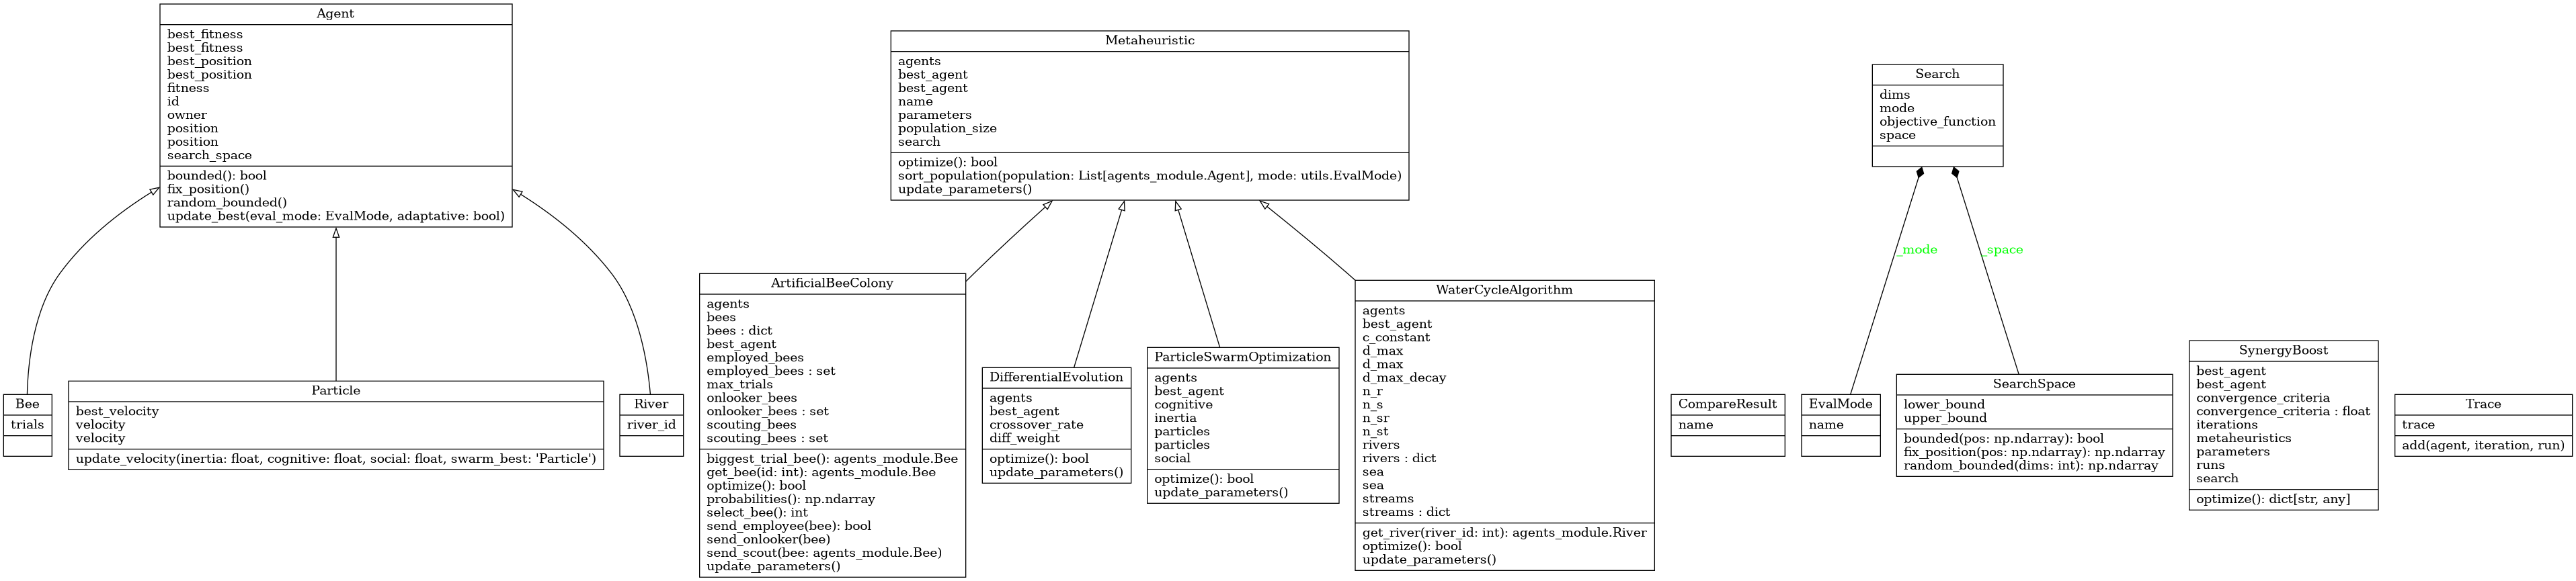 Agent
best_fitness
best_fitness
best_position
best_position
fitness
id
owner
position
position
search_space
bounded(): bool
fix_position()
random_bounded()
update_best(eval_mode: EvalMode, adaptative: bool)
Metaheuristic
agents
best_agent
best_agent
name
parameters
population_size
search
optimize(): bool
sort_population(population: List[agents_module.Agent], mode: utils.EvalMode)
update_parameters()
Search
dims
mode
objective_function
space
_mode
_space
Bee
trials
Particle
best_velocity
velocity
velocity
update_velocity(inertia: float, cognitive: float, social: float, swarm_best: 'Particle')
River
river_id
ArtificialBeeColony
agents
bees
bees : dict
best_agent
employed_bees
employed_bees : set
max_trials
onlooker_bees
onlooker_bees : set
scouting_bees
scouting_bees : set
biggest_trial_bee(): agents_module.Bee
get_bee(id: int): agents_module.Bee
optimize(): bool
probabilities(): np.ndarray
select_bee(): int
send_employee(bee): bool
send_onlooker(bee)
send_scout(bee: agents_module.Bee)
update_parameters()
DifferentialEvolution
agents
best_agent
crossover_rate
diff_weight
optimize(): bool
update_parameters()
ParticleSwarmOptimization
agents
best_agent
cognitive
inertia
particles
particles
social
optimize(): bool
update_parameters()
WaterCycleAlgorithm
agents
best_agent
c_constant
d_max
d_max
d_max_decay
n_r
n_s
n_sr
n_st
rivers
rivers : dict
sea
sea
streams
streams : dict
get_river(river_id: int): agents_module.River
optimize(): bool
update_parameters()
CompareResult
name
EvalMode
name
SearchSpace
lower_bound
upper_bound
bounded(pos: np.ndarray): bool
fix_position(pos: np.ndarray): np.ndarray
random_bounded(dims: int): np.ndarray
SynergyBoost
best_agent
best_agent
convergence_criteria
convergence_criteria : float
iterations
metaheuristics
parameters
runs
search
optimize(): dict[str, any]
Trace
trace
add(agent, iteration, run)